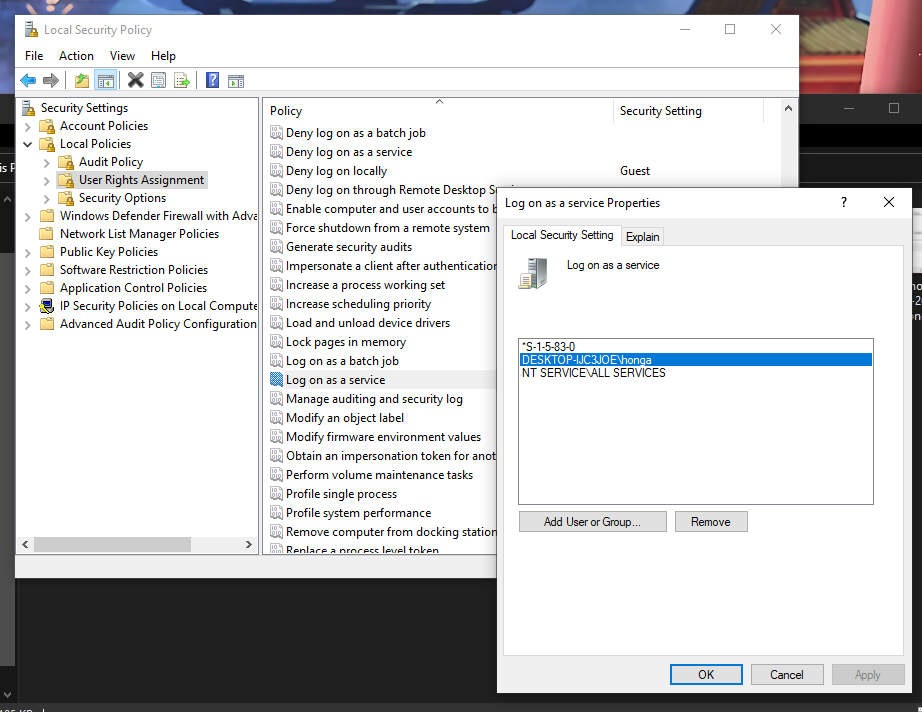 Local Security Policy
File Action View Help
Security Settings
Account Policies
Local Policies
Audit Policy
User Rights Assignment
Security Options
Windows Defender Firewall with Adva
Network List Manager Policies
Public Key Policies
Software Restriction Policies
Application Control Policies
IP Security Policies on Local Compute
Advanced Audit Policy Configuration
Policy Security Setting
Deny log on as a batch job
Deny log on as a service
Deny log on locally Guest
Deny log on through Remote Desktop
Enable computer and user accounts to b
Force shutdown from a remote system
Generate security audits
Impersonate a client after authentication
Increase a process working set
Increase scheduling priority
Load and unload device drivers
Lock pages in memory
Log on as a batch job
Log on as a service
Manage auditing and security log
Modify an object label
Modify firmware environment values
Obtain an impersonation token for anot
Perform volume maintenance tasks
Profile single process
Profile system performance
Remove computer from docking station
Replace a process level token
Log on as a service Properties
?
Local Security Setting Explain
Log on as a service
*S-1-5-83-0
DESKTOP-IJC3JOE\honga
NT SERVICE\ALL SERVICES
Add User or Group... Remove
OK Cancel Apply